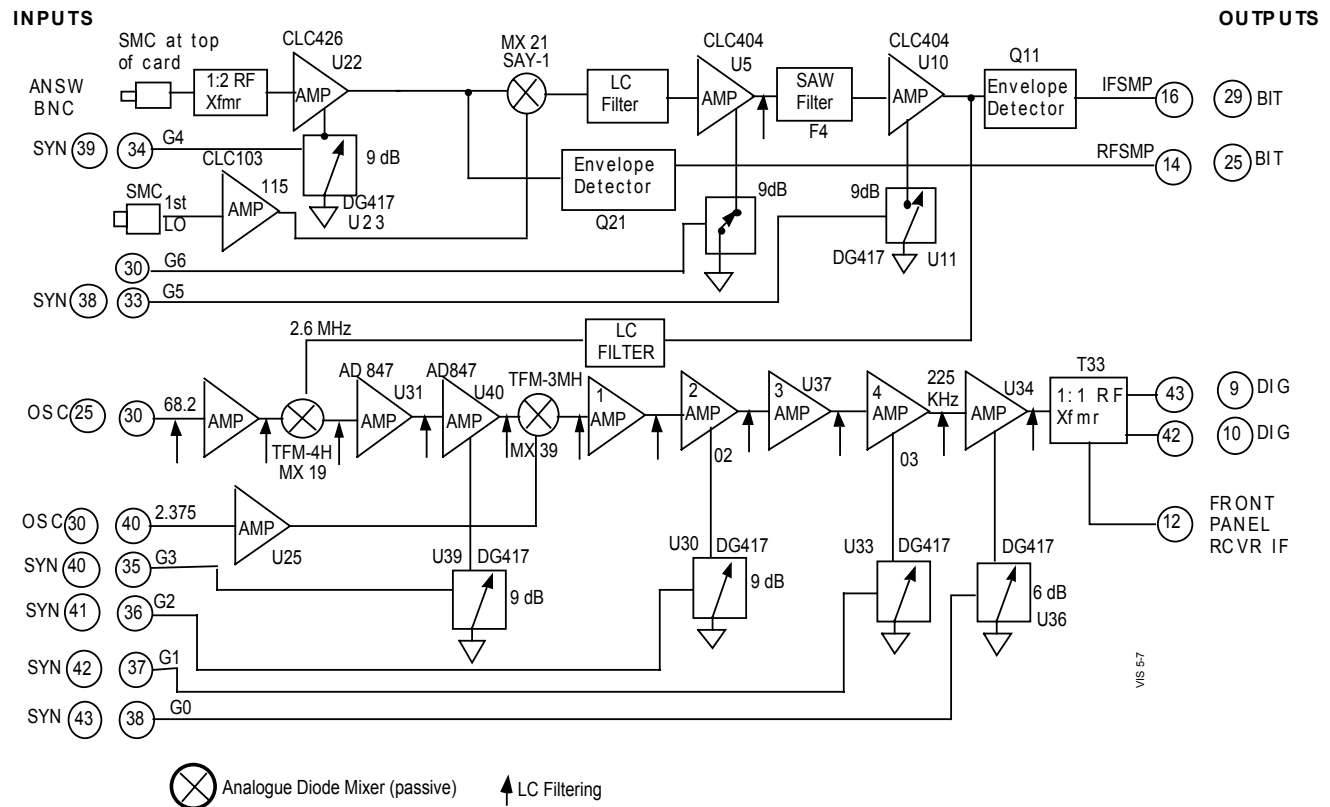 INPUTS
OUTPUTS
SMC at top
of card
CLC426
U22
MX 21
SAY-1
CLC404
U5
CLC404
U10
Q11
1:2 RF
Xfmr
AMP
LC
Filter
AMP
SAW
Filter
F4
AMP
Envelope
Detector
IFSMP
16
29
BIT
ANSW
BNC
SYN
39
34
G4
9 dB
DG417
U23
CLC103
115
SMC
1st
LO
AMP
Envelope
Detector
Q21
RFSMP
14
25
BIT
9dB
9dB
DG417
U11
30
G6
SYN
38
33
G5
2.6 MHz
LC
FILTER
OSC
25
30
68.2
AMP
TFM-4H
MX 19
AD 847
U31
AMP
AD847
U40
AMP
TFM-3MH
MX 39
1
AMP
2
AMP
02
3
AMP
U37
4
AMP
03
225
KHz
AMP
U34
T33
1:1 RF
Xfmr
43
9
DIG
42
10
DIG
12
FRONT
PANEL
RCVR IF
OSC
30
40
2.375
AMP
U25
SYN
40
35
G3
U39
DG417
9 dB
U30
DG417
9 dB
U33
DG417
DG417
6 dB
U36
SYN
41
36
G2
SYN
42
37
G1
SYN
43
38
G0
VIS 5-7
Analogue Diode Mixer (passive)
LC Filtering